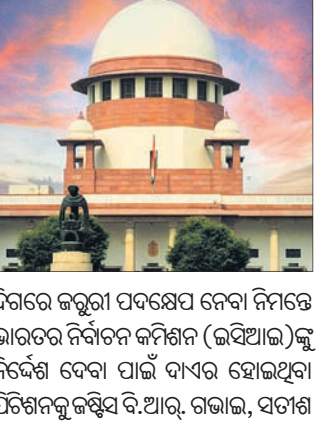 ଦିଗରେ ଜରୁରୀ ପଦକ୍ଷେପ ନେବା ନିମନ୍ତେ
ଭାରତର ନିର୍ବାଚନ କମିଶନ (ଇସିଆଇ)ଙ୍କୁ
ନିର୍ଦ୍ଦେଶ ଦେବା ପାଇଁ ଦାଏର ହୋଇଥିବା
ପିଟିଶନକୁ ଜଷ୍ଟିସ ବି.ଆର୍. ଗଭାଇ, ସତୀଶ